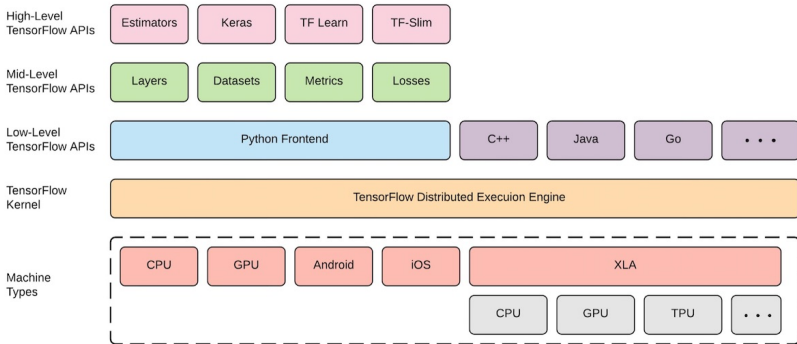 High-Level
TensorFlow APIs
Estimators
Keras
TF Learn
TF-Slim
Mid-Level
TensorFlow APIs
Layers
Datasets
Metrics
Losses
Low-Level
TensorFlow APIs
Python Frontend
C++
Java
Go
• • •
TensorFlow
Kernel
TensorFlow Distributed Execuion Engine
Machine
Types
CPU
GPU
Android
iOS
XLA
CPU
GPU
TPU
• • •